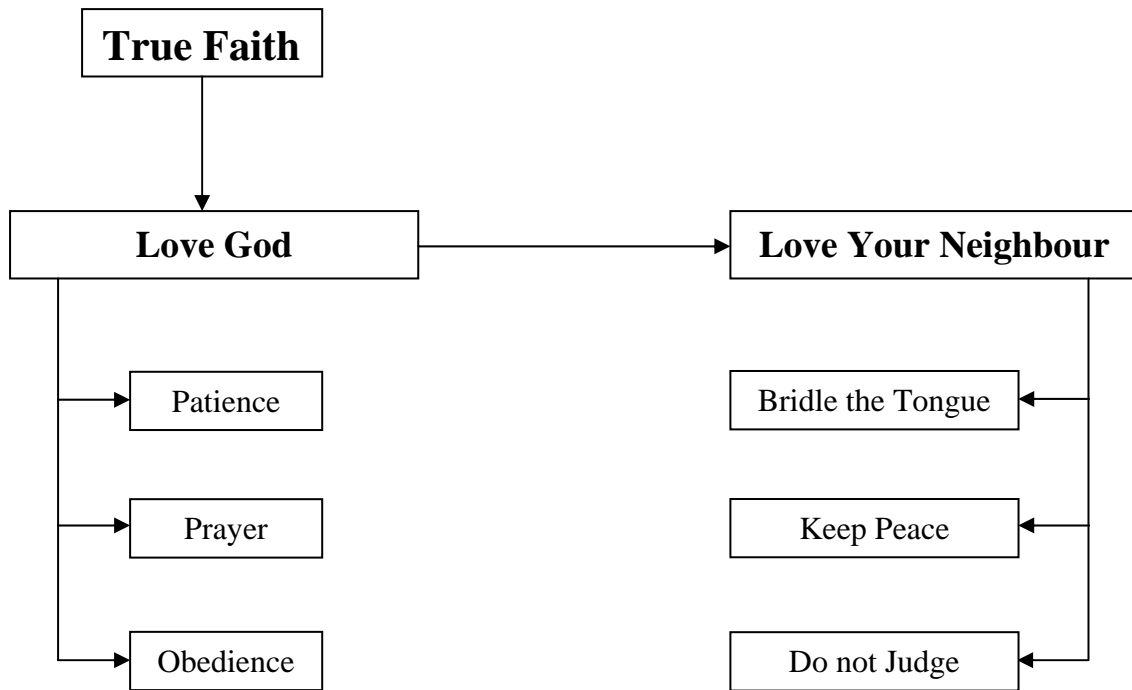 True Faith
Love God
Love Your Neighbour
Patience
Bridle the Tongue
Prayer
Keep Peace
Obedience
Do not Judge